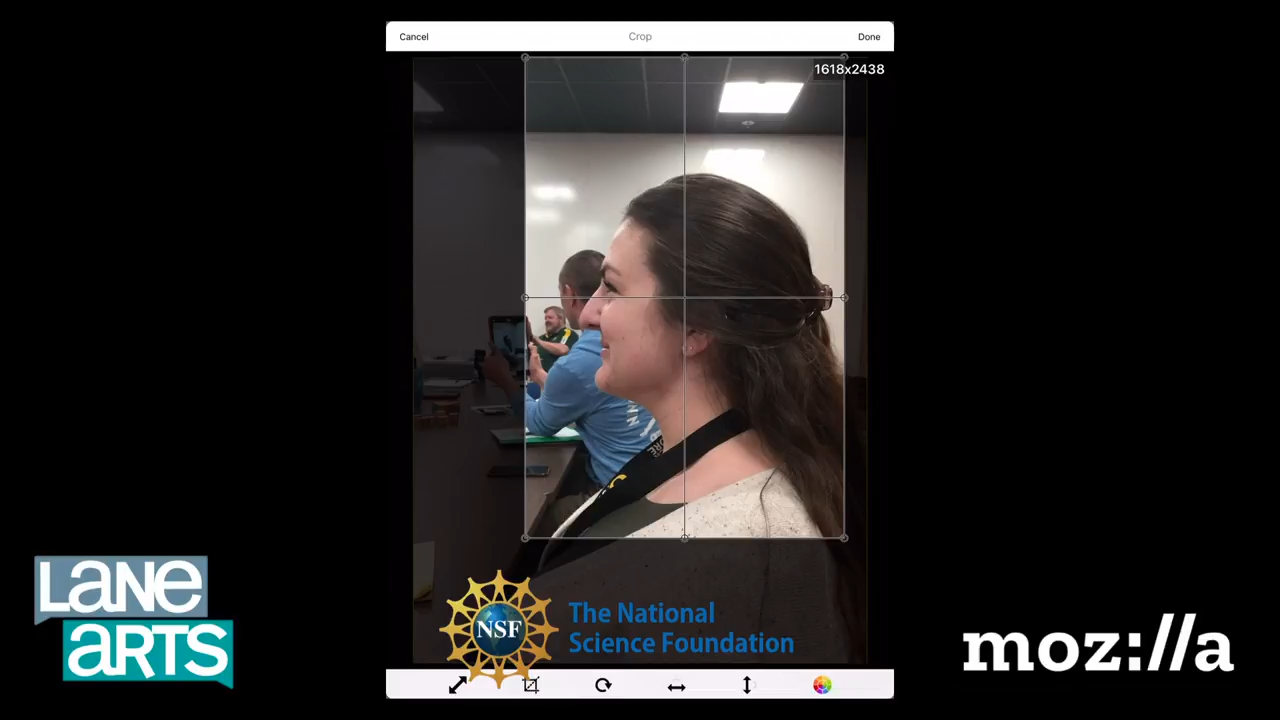 Cancel
Crop
Done
1618x2438
LANE
ARTS
NSF
The National
Science Foundation
moz://a